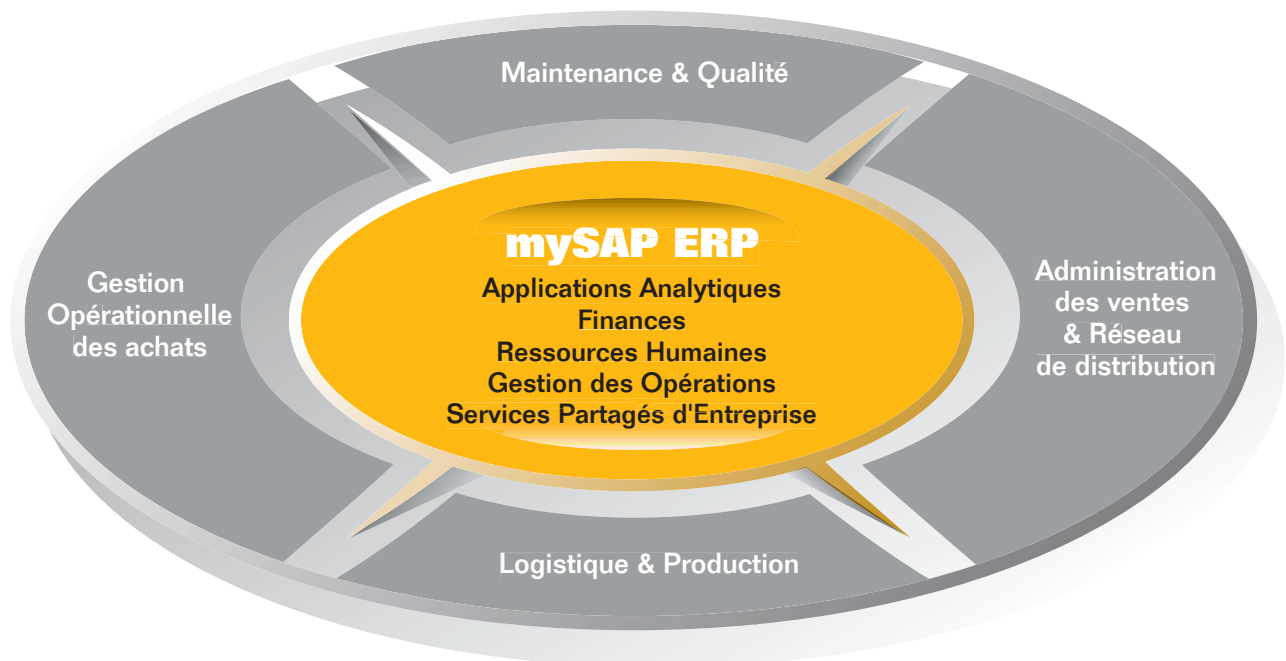 Maintenance & Qualité
mySAP ERP
Applications Analytiques
Finances
Ressources Humaines
Gestion des Opérations
Services Partagés d'Entreprise
Gestion
Opérationnelle
des achats
Administration
des ventes
& Réseau
de distribution
Logistique & Production